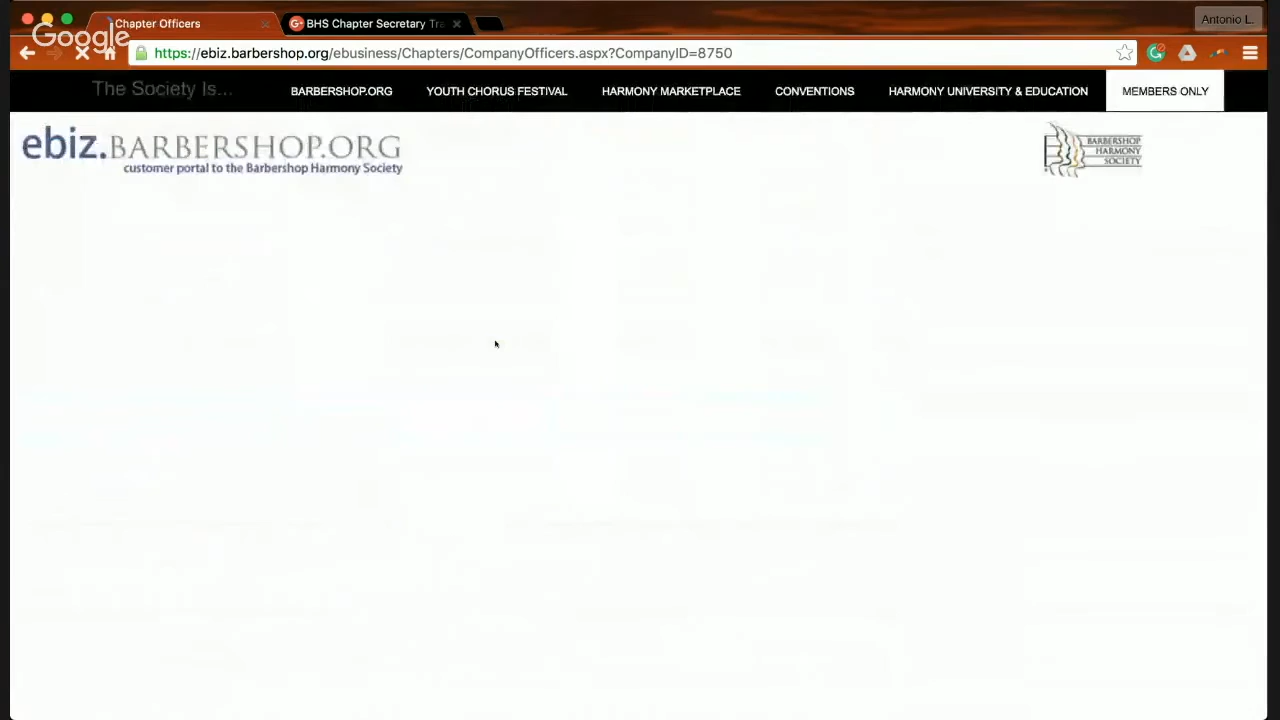 Chapter Officers
BHS Chapter Secretary Tra
Antonio L.
Google
https://ebiz.barbershop.org/ebusiness/Chapters/CompanyOfficers.aspx?CompanyID=8750
The Society Is...
BARBERSHOP.ORG
YOUTH CHORUS FESTIVAL
HARMONY MARKETPLACE
CONVENTIONS
HARMONY UNIVERSITY & EDUCATION
MEMBERS ONLY
ebiz.BARBERSHOP.ORG
customer portal to the Barbershop Harmony Society
BARBERSHOP
HARMONY
SOCIETY